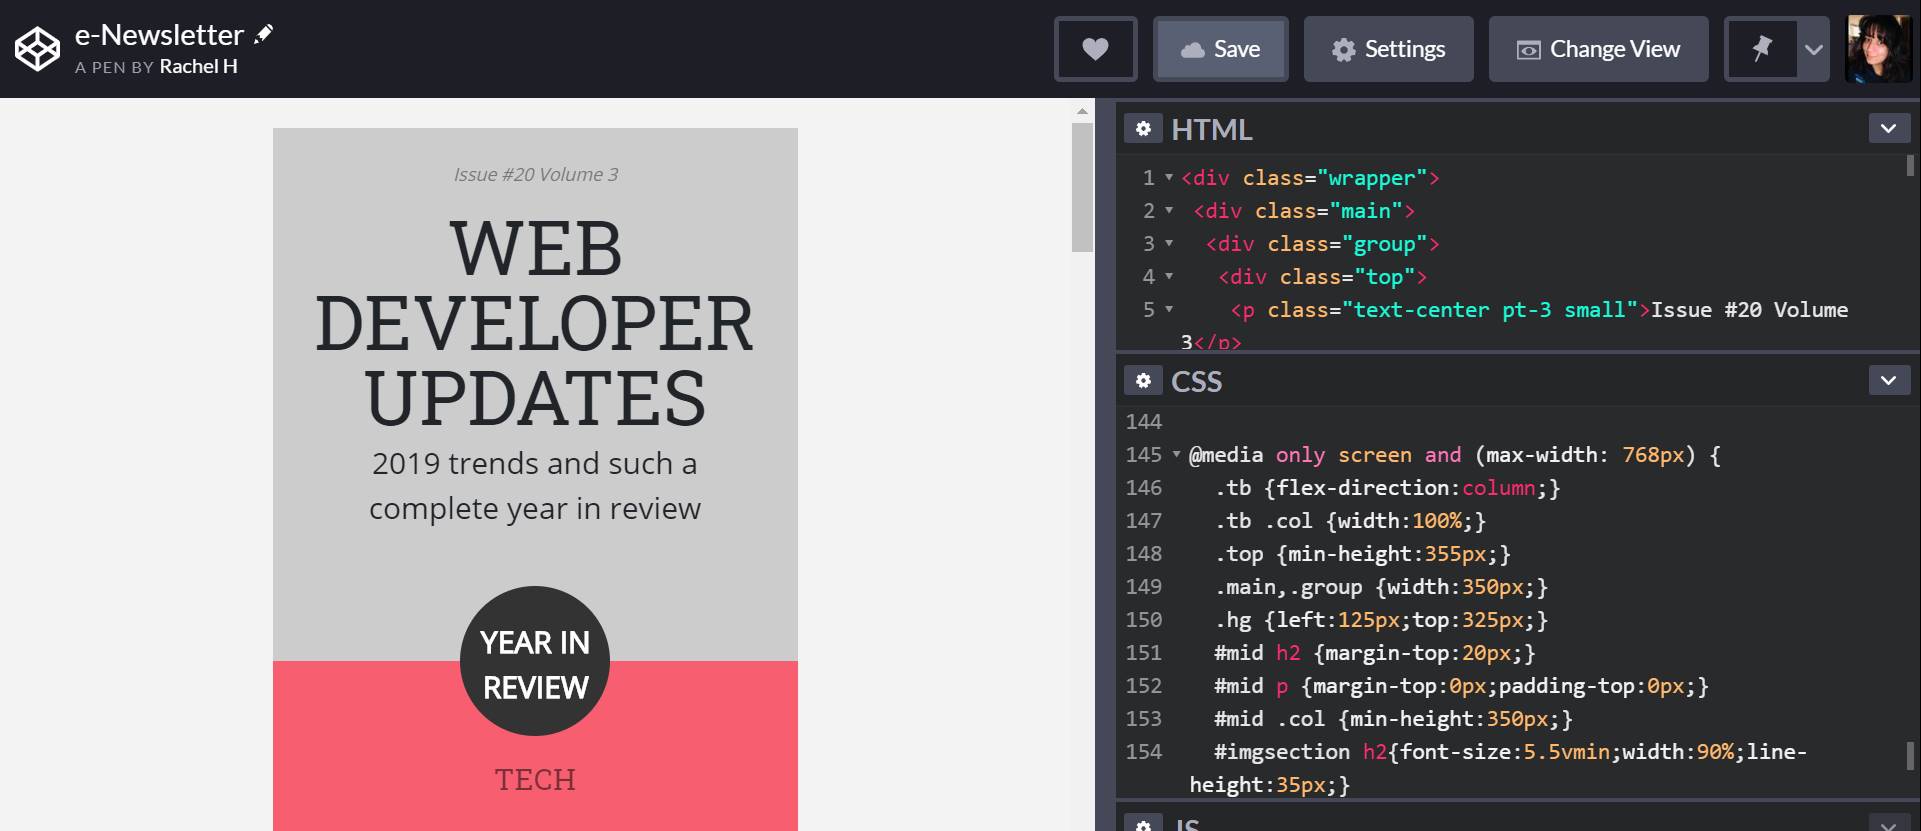 e-Newsletter
A PEN BY Rachel H
Save
Settings
Change View
Issue #20 Volume 3
WEB
DEVELOPER
UPDATES
2019 trends and such a
complete year in review
YEAR IN
REVIEW
TECH
HTML
1 <div class="wrapper">
2 <div class="main">
3 <div class="group">
4 <div class="top">
5 <p class="text-center pt-3 small">Issue #20 Volume
3</p>
CSS
144
145 @media only screen and (max-width: 768px) {
146 .tb {flex-direction:column;}
147 .tb .col {width:100%;}
148 .top {min-height:355px;}
149 .main,.group {width:350px;}
150 .hg {left:125px;top:325px;}
151 #mid h2 {margin-top:20px;}
152 #mid p {margin-top:0px;padding-top:0px;}
153 #mid .col {min-height:350px;}
154 #imgsection h2{font-size:5.5vmin;width:90%;line-
height:35px;}
JS